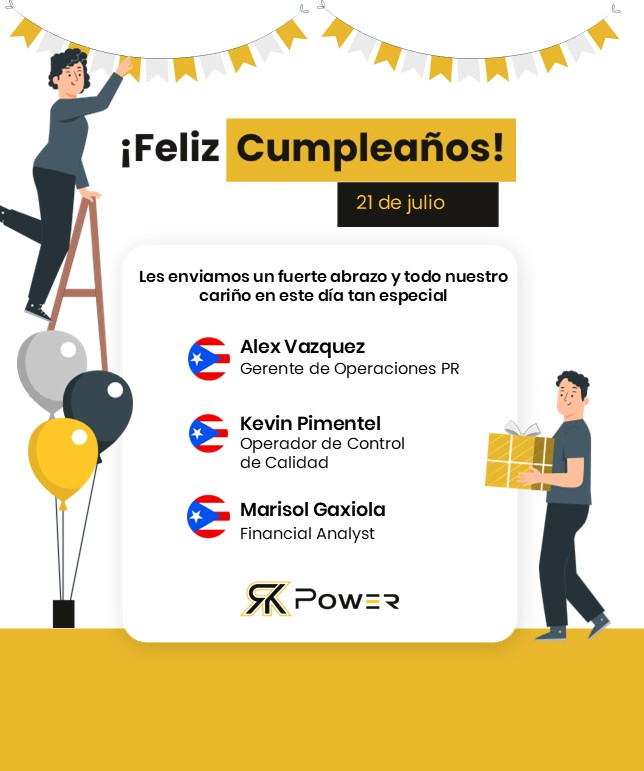 ¡Feliz Cumpleaños!
21 de julio
Les enviamos un fuerte abrazo y todo nuestro
cariño en este día tan especial
Alex Vazquez
Gerente de Operaciones PR
Kevin Pimentel
Operador de Control
de Calidad
Marisol Gaxiola
Financial Analyst
RK Power